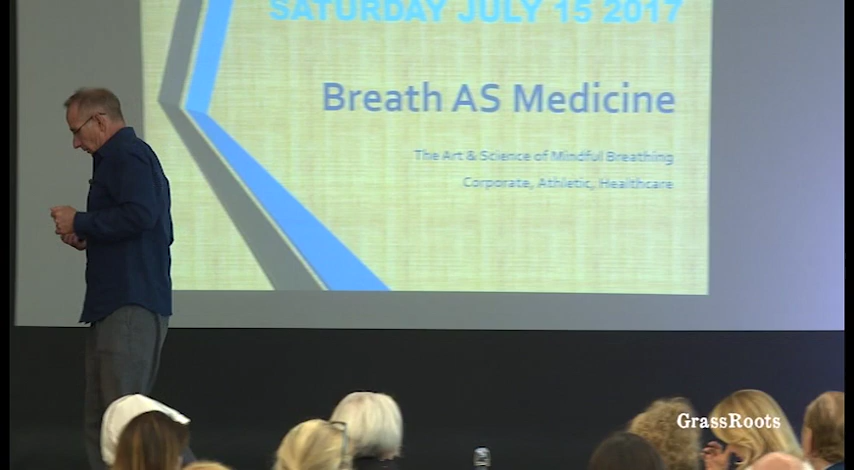 SATURDAY JULY 15 2017
Breath AS Medicine
The Art & Science of Mindful Breathing
Corporate, Athletic, Healthcare
GrassRoots